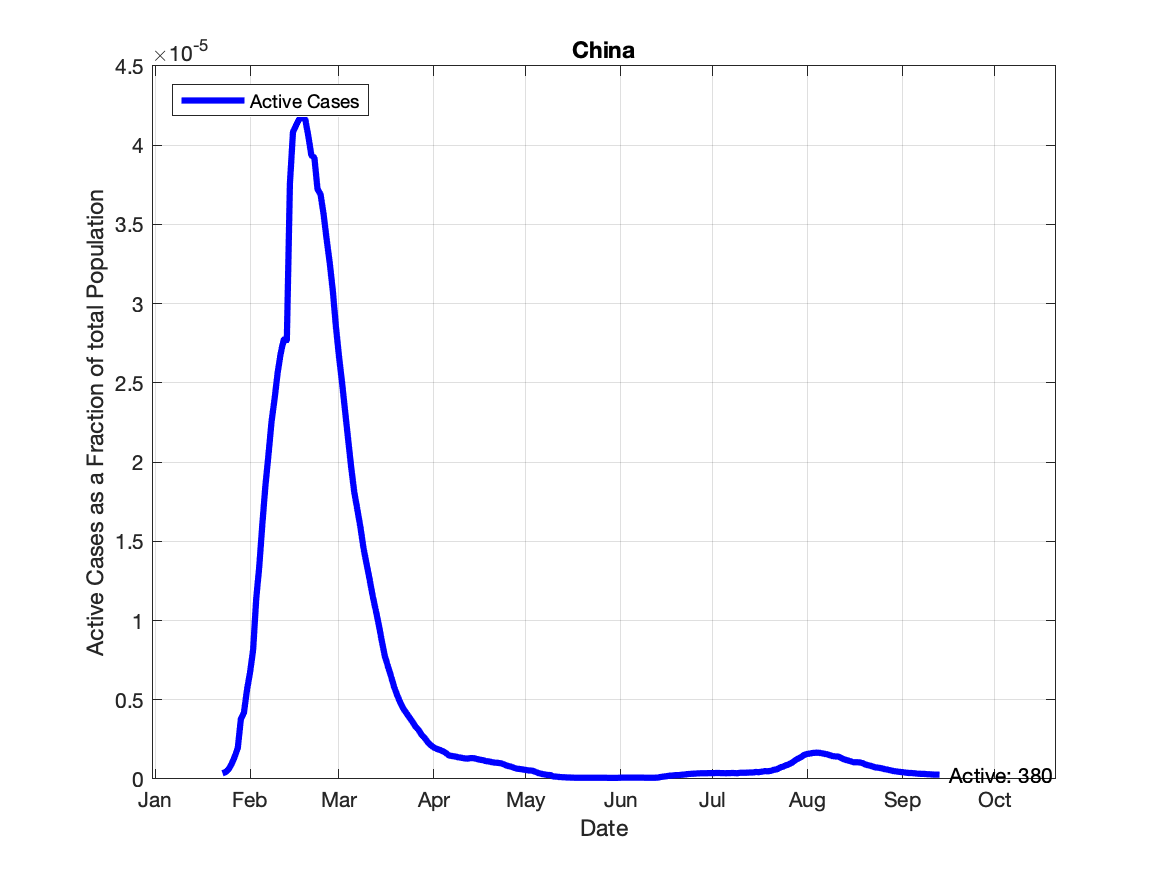 China
×10-5
4.5
4
3.5
3
2.5
2
1.5
1
0.5
0
Active Cases as a Fraction of total Population
Active Cases
Active: 380
Jan Feb Mar Apr May Jun Jul Aug Sep Oct
Date